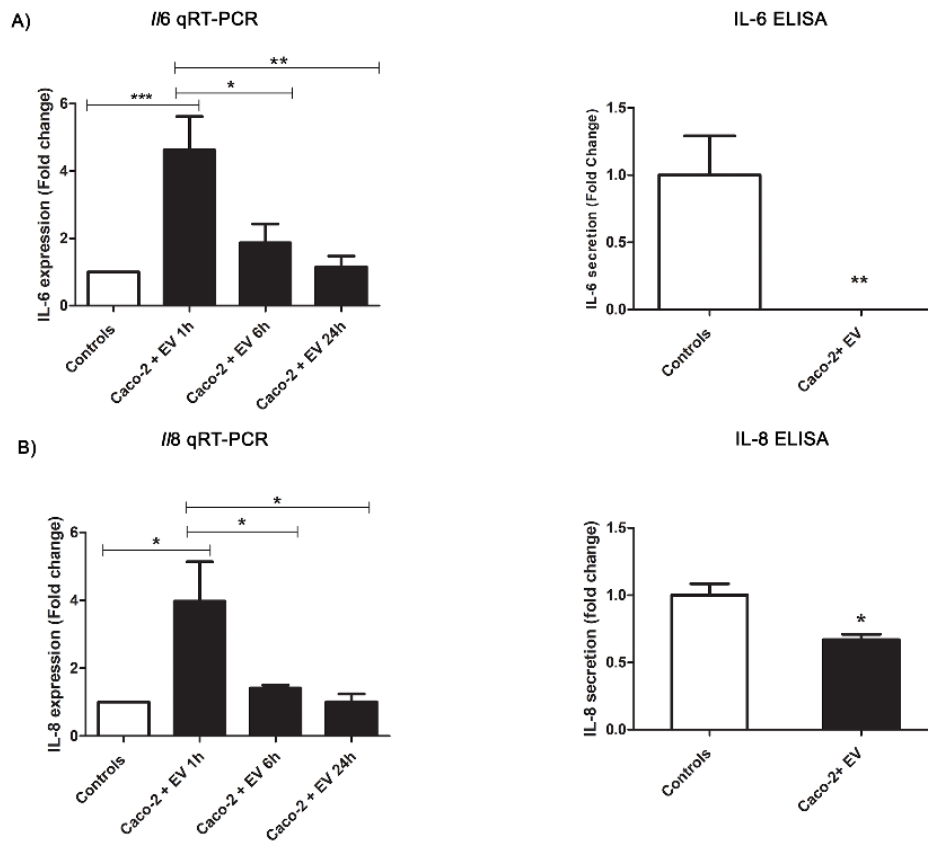 A)
Il6 qRT-PCR
**
***
*
IL-6 expression (Fold change)
6
4
2
0
Controls
Caco-2 + EV 1h
Caco-2 + EV 6h
Caco-2 + EV 24h
IL-6 ELISA
IL-6 secretion (Fold Change)
1.5
1.0
0.5
0.0
**
Controls
Caco-2+ EV
B)
Il8 qRT-PCR
*
*
*
IL-8 expression (Fold change)
6
4
2
0
Controls
Caco-2 + EV 1h
Caco-2 + EV 6h
Caco-2 + EV 24h
IL-8 ELISA
IL-8 secretion (fold change)
1.5
1.0
0.5
0.0
*
Controls
Caco-2+ EV